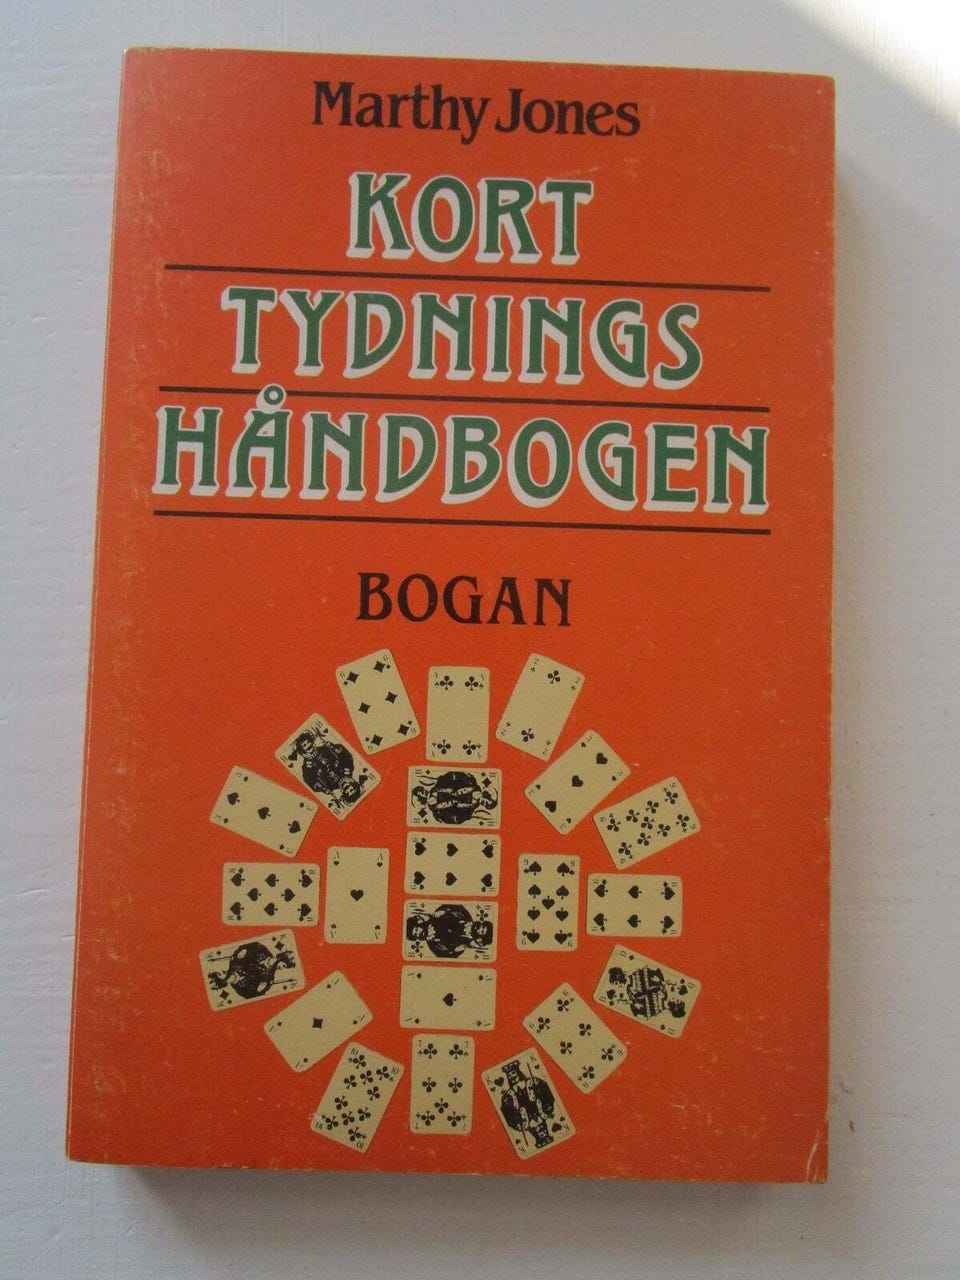 Marthy Jones
KORT
TYDNINGS
HÅNDBOGEN
BOGAN